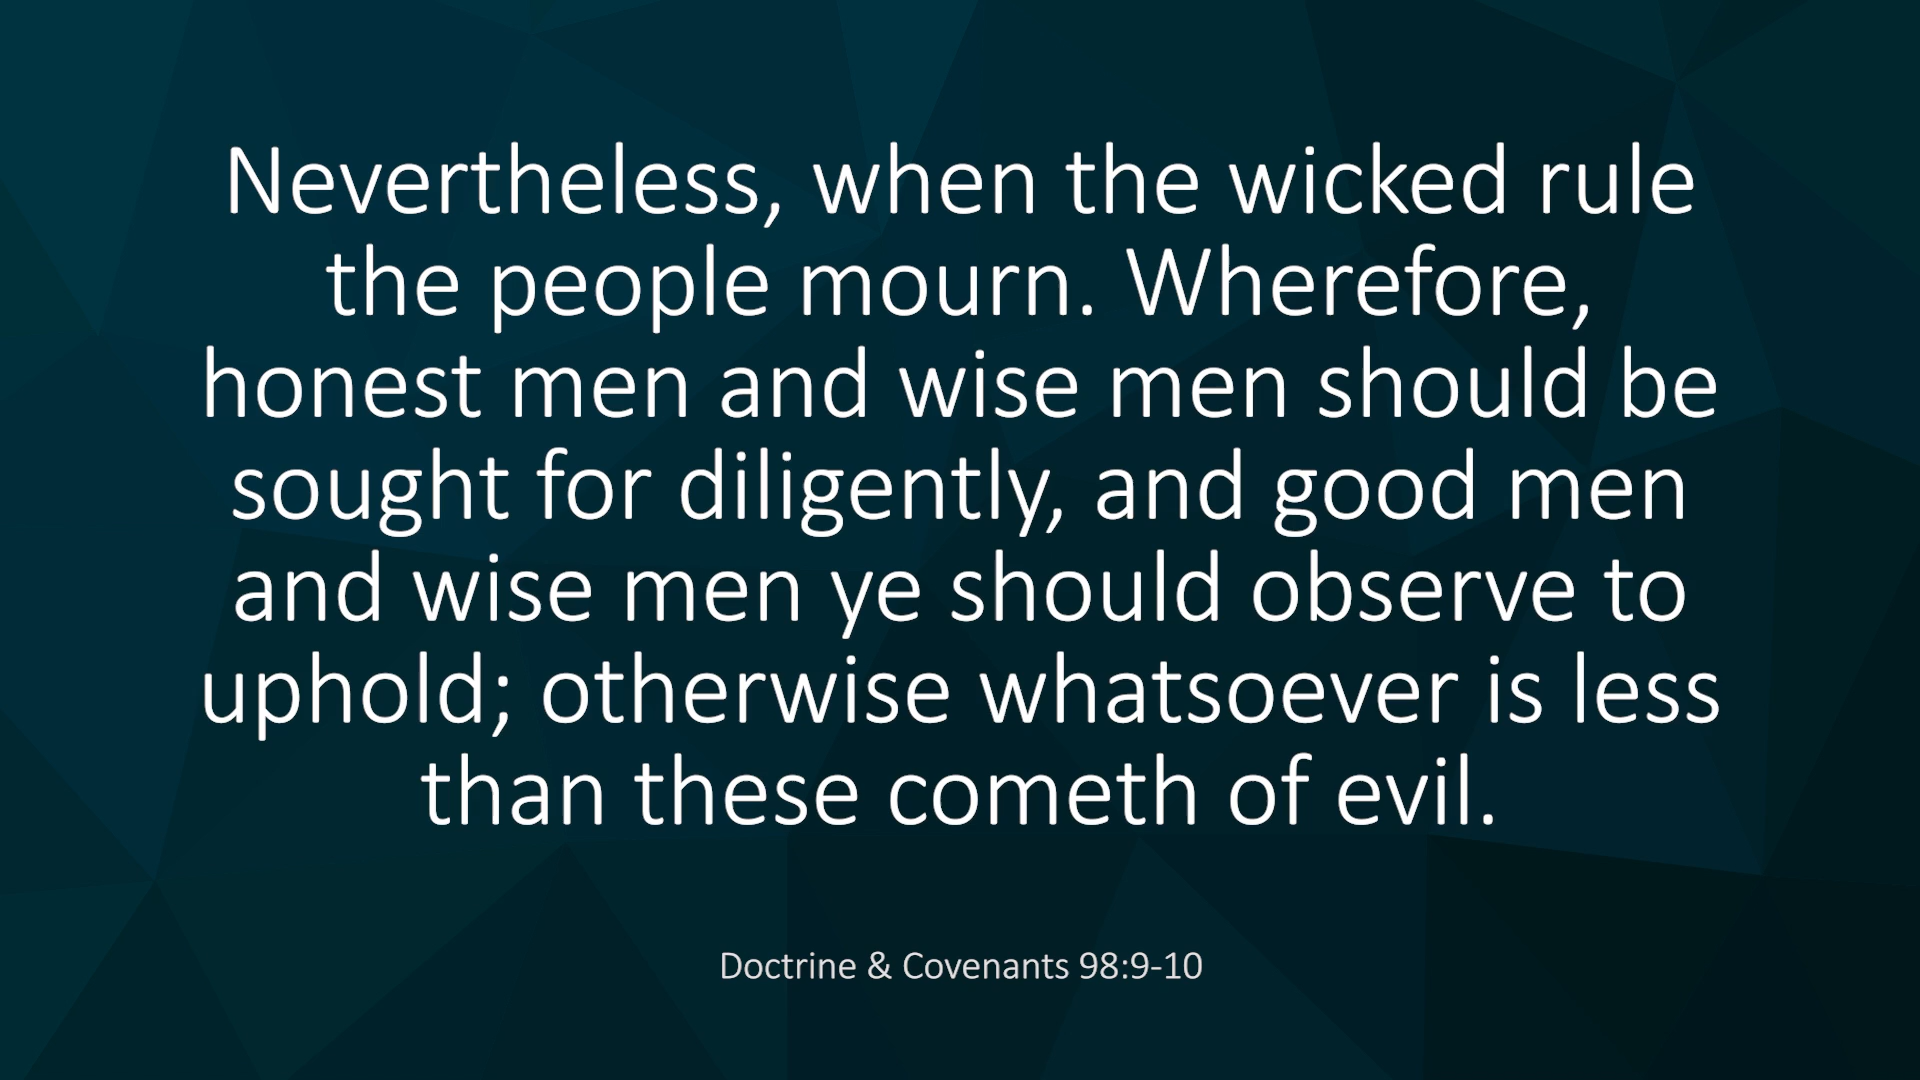 Nevertheless, when the wicked rule
the people mourn. Wherefore,
honest men and wise men should be
sought for diligently, and good men
and wise men ye should observe to
uphold; otherwise whatsoever is less
than these cometh of evil.
Doctrine & Covenants 98:9-10